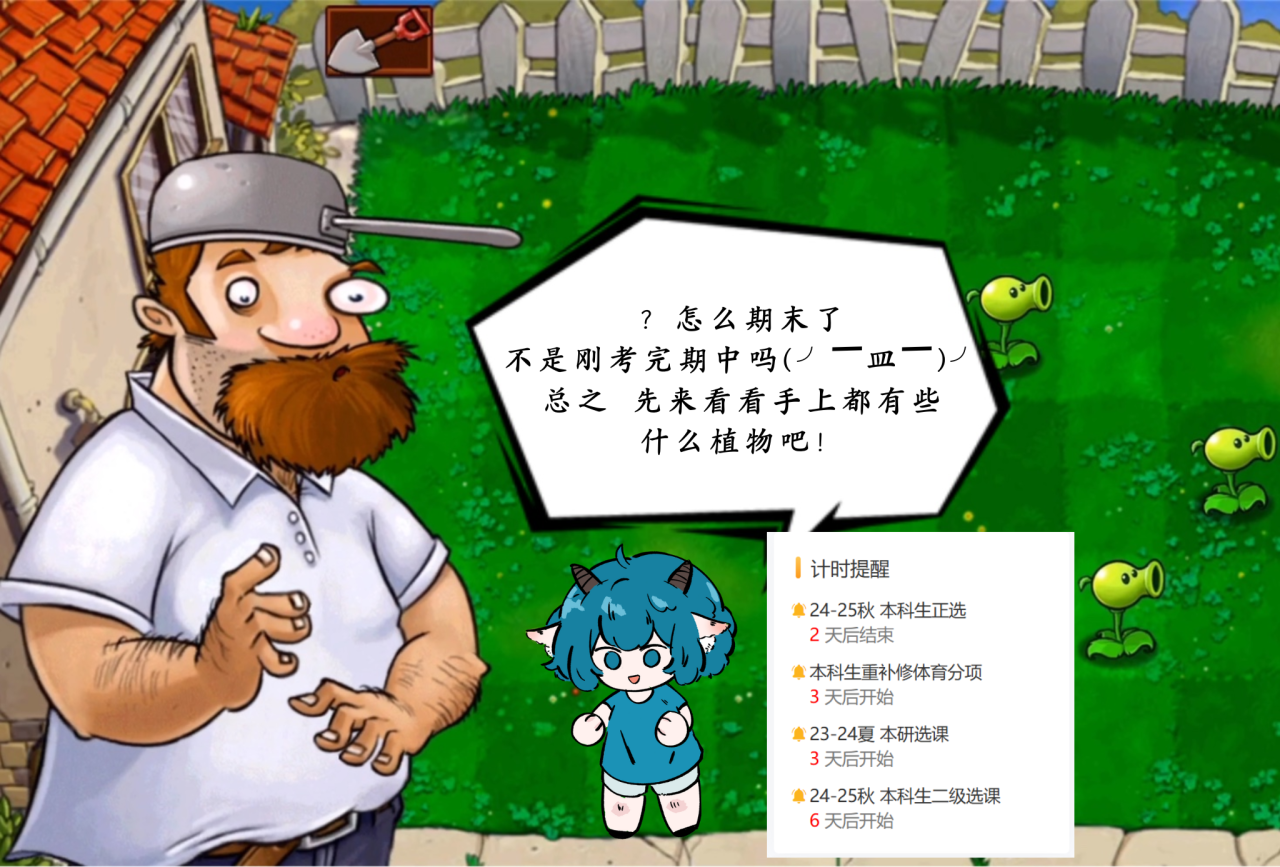 ？怎么期末了
不是刚考完期中吗(╯▔皿▔)╯
总之 先来看看手上都有些
什么植物吧！
计时提醒
24-25秋 本科生正选
2 天后结束
本科生重补修体育分项
3 天后开始
23-24夏 本研选课
3 天后开始
24-25秋 本科生二级选课
6 天后开始